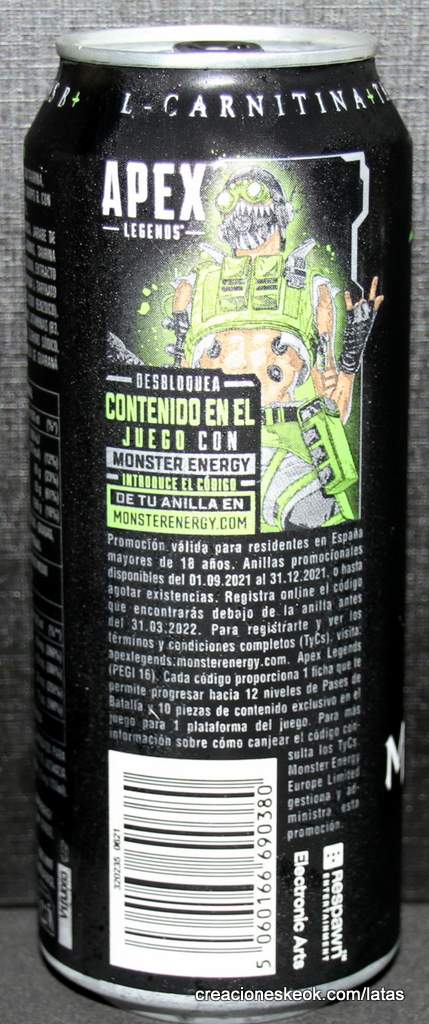 L-CARNITINA+T
APEX
LEGENDS™
DESBLOQUEA
CONTENIDO EN EL
JUEGO CON
MONSTER ENERGY
INTRODUCE EL CÓDIGO
DE TU ANILLA EN
MONSTERENERGY.COM
Promoción válida para residentes en España
mayores de 18 años. Anillas promocionales
disponibles del 01.09.2021 al 31.12.2021, o hasta
agotar existencias. Registra online el código
que encontrarás debajo de la anilla antes
del 31.03.2022. Para registrarte y ver los
términos y condiciones completos (TyCs), visita:
apexlegends.monsterenergy.com. Apex Legends
(PEGI 16). Cada código proporciona 1 ficha que te
permite progresar hacia 12 niveles de Pases de
Batalla x 10 piezas de contenido exclusivo en el
juego para 1 plataforma del juego. Para más
información sobre cómo canjear el código con-
sulta los TyCs.
Monster Energy
Europe Limited
gestiona y ad-
ministra esta
promoción.
320235 0621
5 060166 690380
Respawn™
ENTERTAINMENT
Electronic Arts
M
creacioneskeok.com/latas